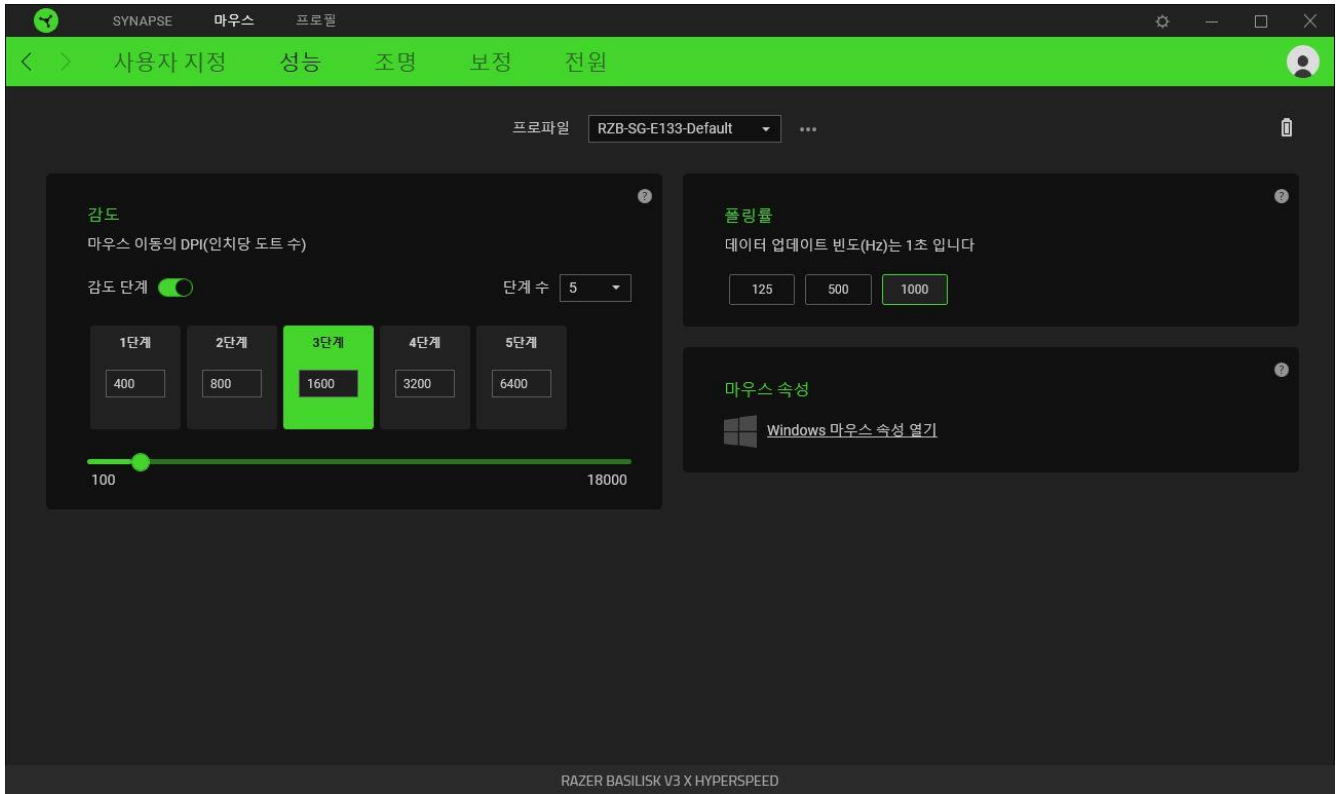 SYNAPSE 마우스 프로필
사용자 지정 성능 조명 보정 전원
프로파일 RZB-SG-E133-Default
감도
마우스 이동의 DPI(인치당 도트 수)
감도 단계 단계 수 5
1단계 2단계 3단계 4단계 5단계
400 800 1600 3200 6400
100 18000
폴링률
데이터 업데이트 빈도(Hz)는 1초 입니다
125 500 1000
마우스 속성
Windows 마우스 속성 열기
RAZER BASILISK V3 X HYPERSPEED